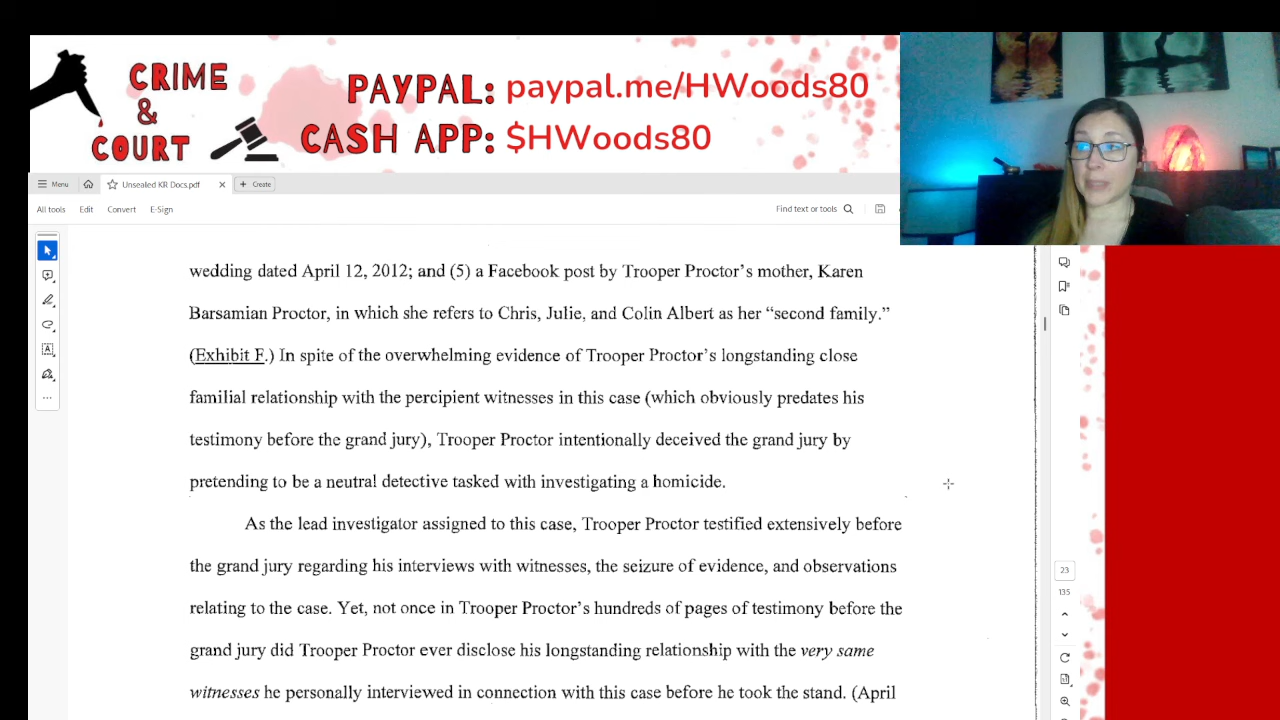 CRIME
&
COURT
PAYPAL: paypal.me/HWoods80
CASH APP: $HWoods80
Menu
Unsealed KR Docs.pdf
Create
All tools Edit Convert E-Sign
Find text or tools
wedding dated April 12, 2012; and (5) a Facebook post by Trooper Proctor's mother, Karen
Barsamian Proctor, in which she refers to Chris, Julie, and Colin Albert as her “second family.”
(Exhibit F.) In spite of the overwhelming evidence of Trooper Proctor's longstanding close
familial relationship with the percipient witnesses in this case (which obviously predates his
testimony before the grand jury), Trooper Proctor intentionally deceived the grand jury by
pretending to be a neutral detective tasked with investigating a homicide.
As the lead investigator assigned to this case, Trooper Proctor testified extensively before
the grand jury regarding his interviews with witnesses, the seizure of evidence, and observations
relating to the case. Yet, not once in Trooper Proctor's hundreds of pages of testimony before the
grand jury did Trooper Proctor ever disclose his longstanding relationship with the very same
witnesses he personally interviewed in connection with this case before he took the stand. (April
23
135